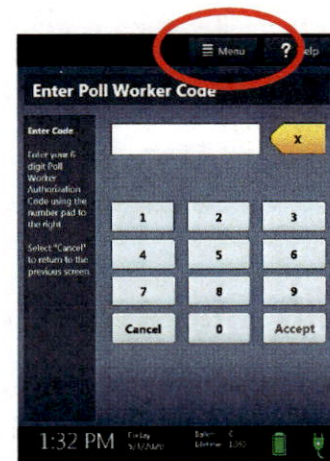 Menu ? Help
Enter Poll Worker Code
Enter Code
Enter your 6
digit Poll
Worker
Authorization
Code using the
number pad to
the right.
Select "Cancel"
to return to the
previous screen.
X
1 2 3
4 5 6
7 8 9
Cancel 0 Accept
1:32 PM
Friday
Lifetime